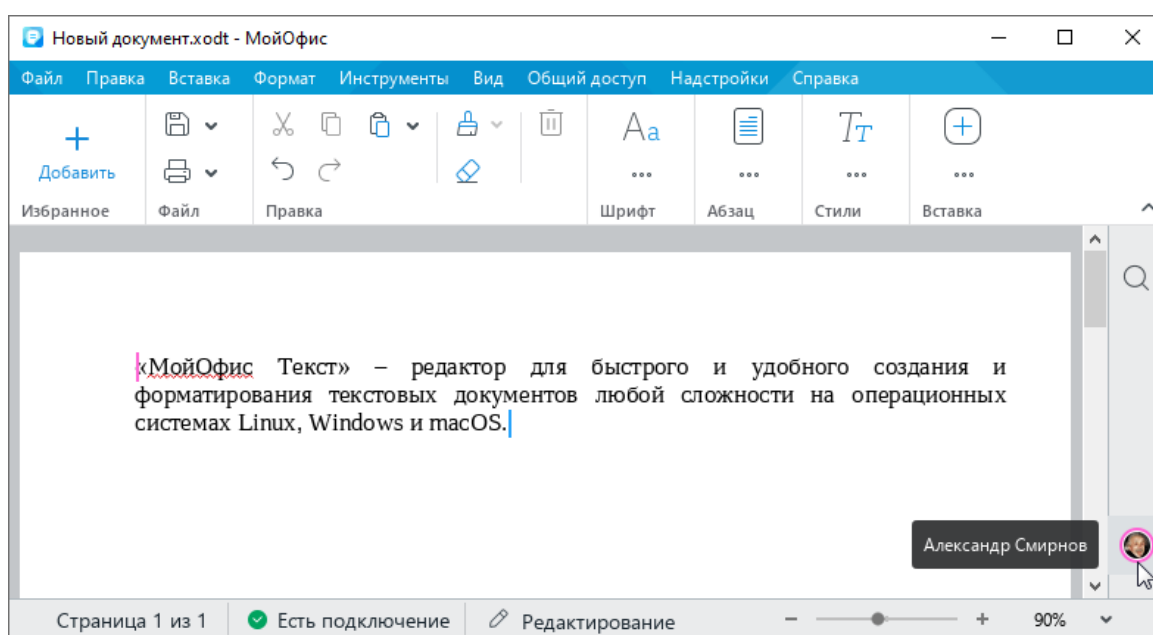 Новый документ.xodt - МойОфис
Файл Правка Вставка Формат Инструменты Вид Общий доступ Надстройки Справка
Aa TT
Добавить
Избранное Файл Правка Шрифт Абзац Стили Вставка
«МойОфис Текст» – редактор для быстрого и удобного создания и
форматирования текстовых документов любой сложности на операционных
системах Linux, Windows и macOS.
Александр Смирнов
Страница 1 из 1 Есть подключение Редактирование 90%